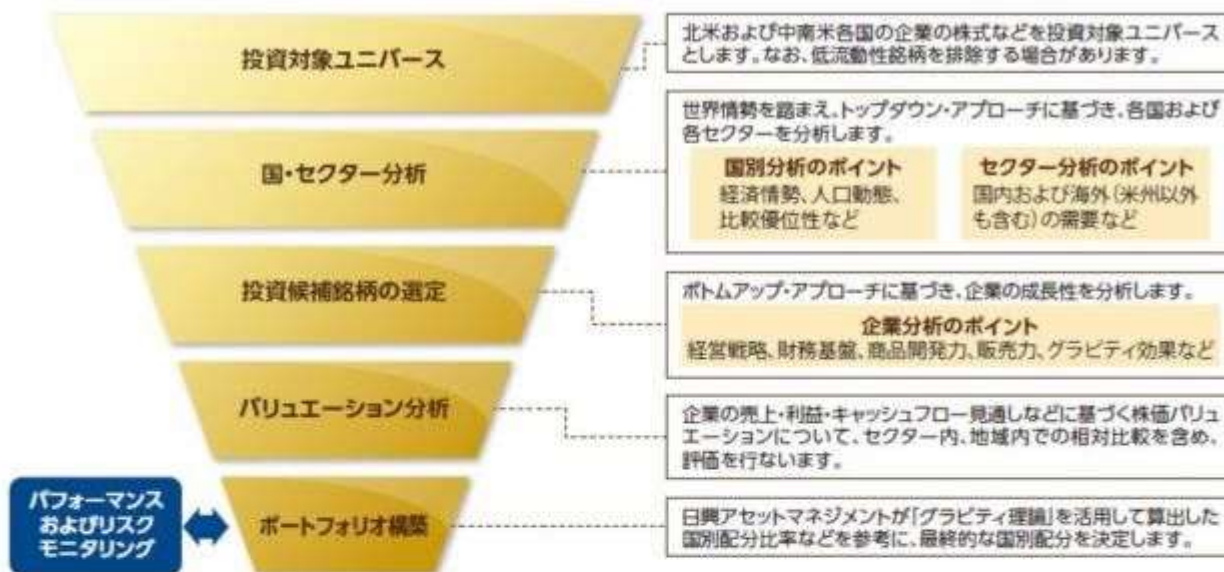 投資対象ユニバース
北米および中南米各国の企業の株式などを投資対象ユニバース
とします。なお、低流動性銘柄を排除する場合があります。
国・セクター分析
世界情勢を踏まえ、トップダウン・アプローチに基づき、各国および
各セクターを分析します。
国別分析のポイント
経済情勢、人口動態、
比較優位性など
セクター分析のポイント
国内および海外(米州以外
も含む)の需要など
投資候補銘柄の選定
ボトムアップ・アプローチに基づき、企業の成長性を分析します。
企業分析のポイント
経営戦略、財務基盤、商品開発力、販売力、グラビティ効果など
バリュエーション分析
企業の売上・利益・キャッシュフロー見通しなどに基づく株価バリュ
エーションについて、セクター内、地域内での相対比較を含め、
評価を行ないます。
パフォーマンス
およびリスク
モニタリング
ポートフォリオ構築
日興アセットマネジメントが「グラビティ理論」を活用して算出した
国別配分比率などを参考に、最終的な国別配分を決定します。